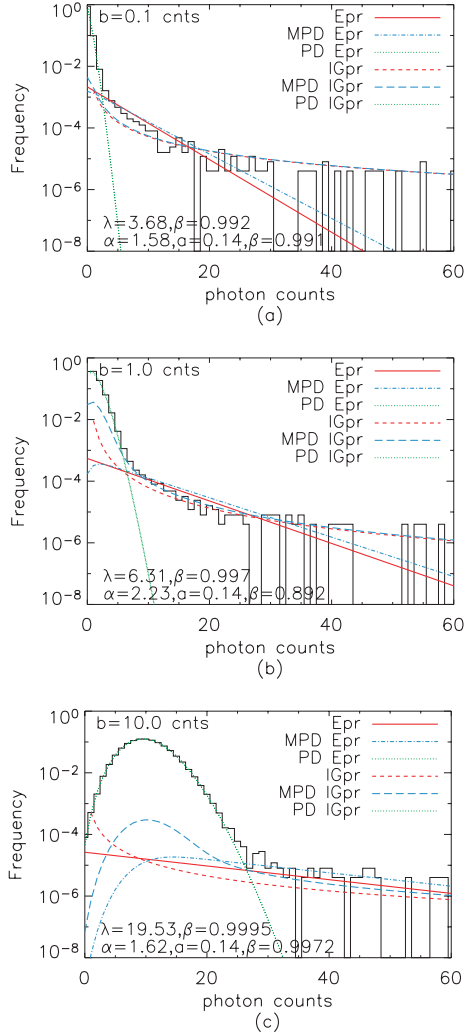 b=0.1 cnts
Epr
MPD Epr
PD Epr
IGpr
MPD IGpr
PD IGpr
10^0
10^-2
10^-4
10^-6
10^-8
Frequency
λ=3.68,β=0.992
α=1.58,a=0.14,β=0.991
0 20 40 60
photon counts
(a)
b=1.0 cnts
Epr
MPD Epr
PD Epr
IGpr
MPD IGpr
PD IGpr
10^0
10^-2
10^-4
10^-6
10^-8
Frequency
λ=6.31,β=0.997
α=2.23,a=0.14,β=0.892
0 20 40 60
photon counts
(b)
b=10.0 cnts
Epr
MPD Epr
PD Epr
IGpr
MPD IGpr
PD IGpr
10^0
10^-2
10^-4
10^-6
10^-8
Frequency
λ=19.53,β=0.9995
α=1.62,a=0.14,β=0.9972
0 20 40 60
photon counts
(c)